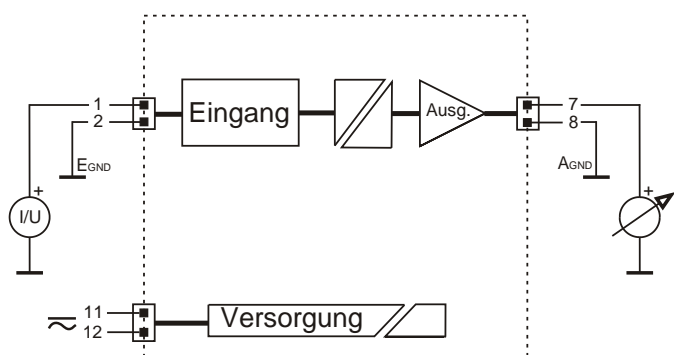 1
2
Eingang
Ausg.
7
8
EGND
AGND
+
I/U
+
11
12
Versorgung